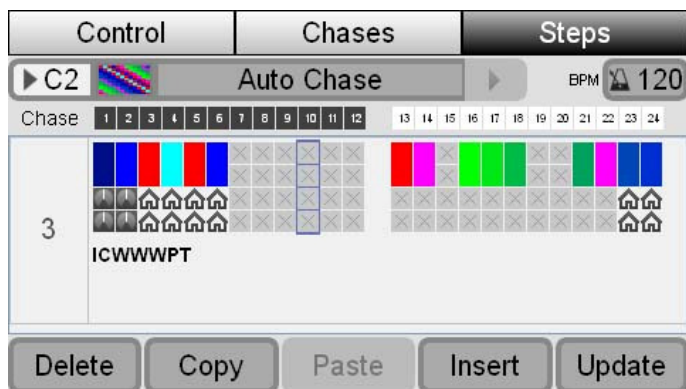 Control Chases Steps
C2 Auto Chase BPM 120
Chase 1 2 3 4 5 6 7 8 9 10 11 12 13 14 15 16 17 18 19 20 21 22 23 24
3
ICWWWPT
Delete Copy Paste Insert Update